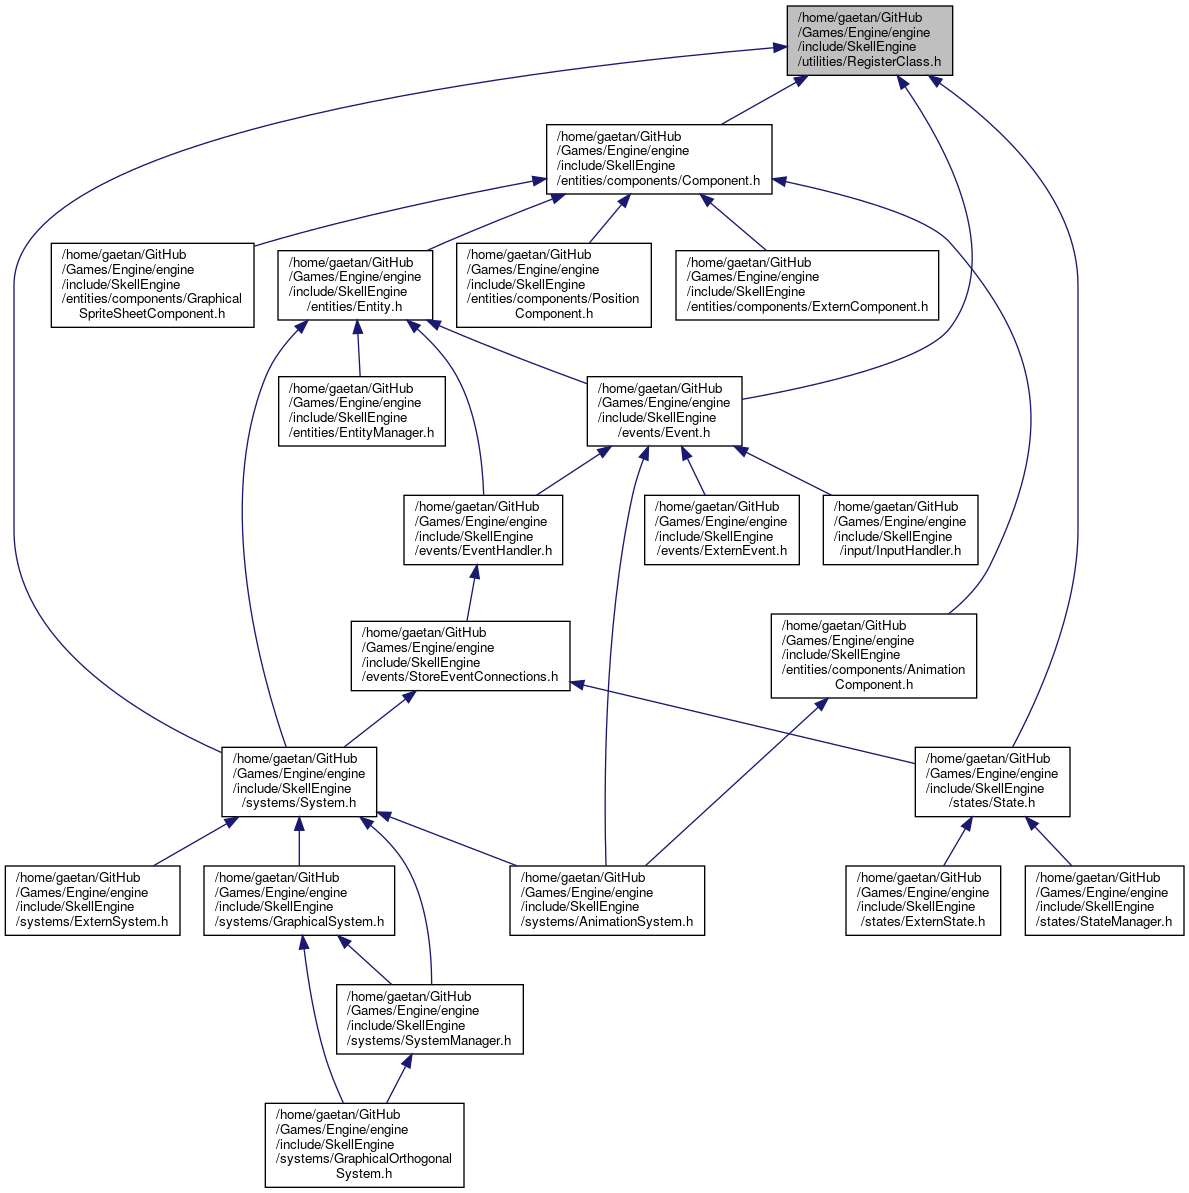 /home/gaetan/GitHub
/Games/Engine/engine
/include/SkellEngine
/utilities/RegisterClass.h
/home/gaetan/GitHub
/Games/Engine/engine
/include/SkellEngine
/entities/components/Component.h
/home/gaetan/GitHub
/Games/Engine/engine
/include/SkellEngine
/entities/components/Graphical
SpriteSheetComponent.h
/home/gaetan/GitHub
/Games/Engine/engine
/include/SkellEngine
/entities/Entity.h
/home/gaetan/GitHub
/Games/Engine/engine
/include/SkellEngine
/entities/components/Position
Component.h
/home/gaetan/GitHub
/Games/Engine/engine
/include/SkellEngine
/entities/components/ExternComponent.h
/home/gaetan/GitHub
/Games/Engine/engine
/include/SkellEngine
/entities/EntityManager.h
/home/gaetan/GitHub
/Games/Engine/engine
/include/SkellEngine
/events/Event.h
/home/gaetan/GitHub
/Games/Engine/engine
/include/SkellEngine
/events/EventHandler.h
/home/gaetan/GitHub
/Games/Engine/engine
/include/SkellEngine
/events/ExternEvent.h
/home/gaetan/GitHub
/Games/Engine/engine
/include/SkellEngine
/input/InputHandler.h
/home/gaetan/GitHub
/Games/Engine/engine
/include/SkellEngine
/events/StoreEventConnections.h
/home/gaetan/GitHub
/Games/Engine/engine
/include/SkellEngine
/entities/components/Animation
Component.h
/home/gaetan/GitHub
/Games/Engine/engine
/include/SkellEngine
/systems/System.h
/home/gaetan/GitHub
/Games/Engine/engine
/include/SkellEngine
/states/State.h
/home/gaetan/GitHub
/Games/Engine/engine
/include/SkellEngine
/systems/ExternSystem.h
/home/gaetan/GitHub
/Games/Engine/engine
/include/SkellEngine
/systems/GraphicalSystem.h
/home/gaetan/GitHub
/Games/Engine/engine
/include/SkellEngine
/systems/AnimationSystem.h
/home/gaetan/GitHub
/Games/Engine/engine
/include/SkellEngine
/states/ExternState.h
/home/gaetan/GitHub
/Games/Engine/engine
/include/SkellEngine
/states/StateManager.h
/home/gaetan/GitHub
/Games/Engine/engine
/include/SkellEngine
/systems/SystemManager.h
/home/gaetan/GitHub
/Games/Engine/engine
/include/SkellEngine
/systems/GraphicalOrthogonal
System.h